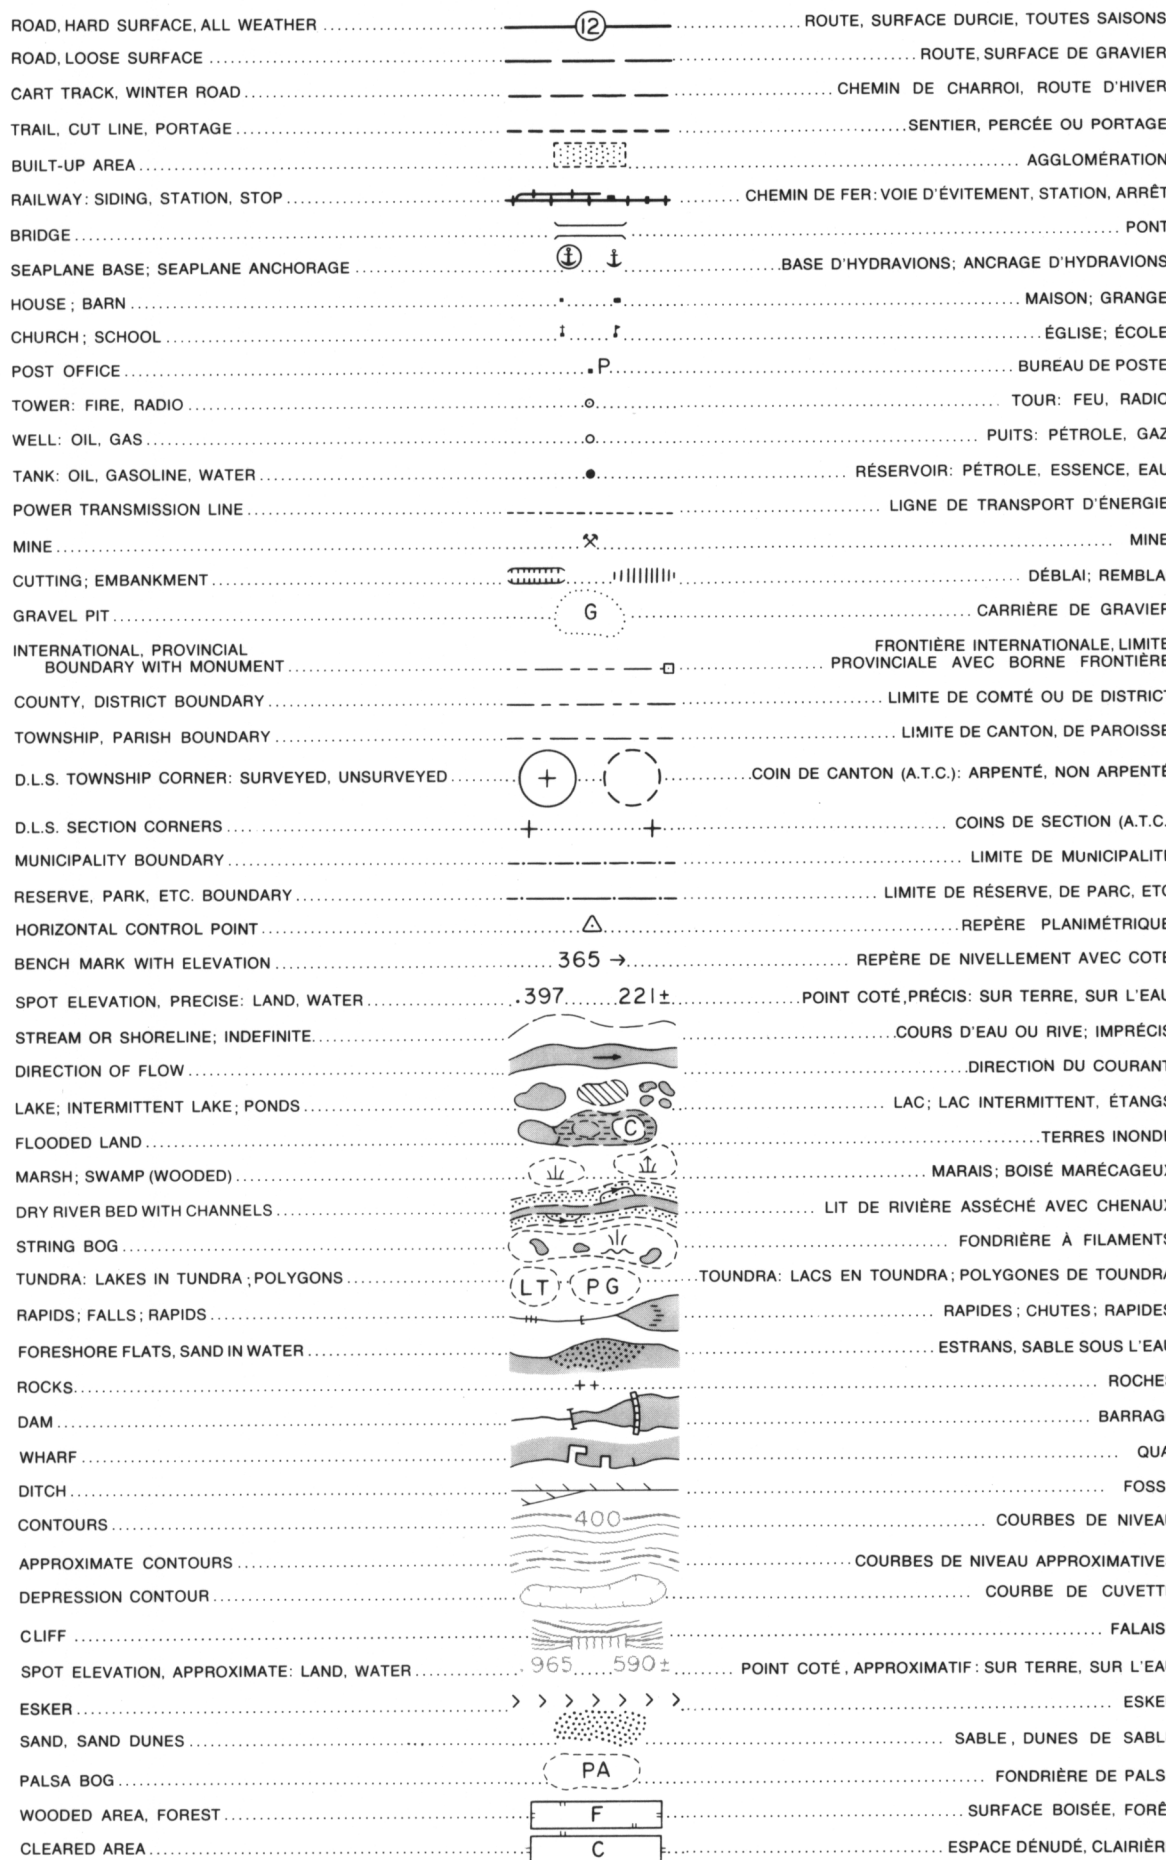 ROAD, HARD SURFACE, ALL WEATHER 12 ROUTE, SURFACE DURCIE, TOUTES SAISONS
ROAD, LOOSE SURFACE ROUTE, SURFACE DE GRAVIER
CART TRACK, WINTER ROAD CHEMIN DE CHARROI, ROUTE D'HIVER
TRAIL, CUT LINE, PORTAGE SENTIER, PERCÉE OU PORTAGE
BUILT-UP AREA AGGLOMÉRATION
RAILWAY: SIDING, STATION, STOP CHEMIN DE FER: VOIE D'ÉVITEMENT, STATION, ARRÊT
BRIDGE PONT
SEAPLANE BASE; SEAPLANE ANCHORAGE BASE D'HYDRAVIONS; ANCRAGE D'HYDRAVIONS
HOUSE; BARN MAISON; GRANGE
CHURCH; SCHOOL ÉGLISE; ÉCOLE
POST OFFICE P BUREAU DE POSTE
TOWER: FIRE, RADIO TOUR: FEU, RADIO
WELL: OIL, GAS PUITS: PÉTROLE, GAZ
TANK: OIL, GASOLINE, WATER RÉSERVOIR: PÉTROLE, ESSENCE, EAU
POWER TRANSMISSION LINE LIGNE DE TRANSPORT D'ÉNERGIE
MINE MINE
CUTTING; EMBANKMENT DÉBLAI; REMBLA
GRAVEL PIT G CARRIÈRE DE GRAVIER
INTERNATIONAL, PROVINCIAL FRONTIÈRE INTERNATIONALE, LIMITE
BOUNDARY WITH MONUMENT PROVINCIALE AVEC BORNE FRONTIÈRE
COUNTY, DISTRICT BOUNDARY LIMITE DE COMTÉ OU DE DISTRICT
TOWNSHIP, PARISH BOUNDARY LIMITE DE CANTON, DE PAROISSE
D.L.S. TOWNSHIP CORNER: SURVEYED, UNSURVEYED COIN DE CANTON (A.T.C.): ARPENTÉ, NON ARPENTÉ
D.L.S. SECTION CORNERS COINS DE SECTION (A.T.C.
MUNICIPALITY BOUNDARY LIMITE DE MUNICIPALITÉ
RESERVE, PARK, ETC. BOUNDARY LIMITE DE RÉSERVE, DE PARC, ETC
HORIZONTAL CONTROL POINT REPÈRE PLANIMÉTRIQUE
BENCH MARK WITH ELEVATION 365 → REPÈRE DE NIVELLEMENT AVEC COTE
SPOT ELEVATION, PRECISE: LAND, WATER .397 221± POINT COTÉ, PRÉCIS: SUR TERRE, SUR L'EAU
STREAM OR SHORELINE; INDEFINITE COURS D'EAU OU RIVE; IMPRÉCIS
DIRECTION OF FLOW DIRECTION DU COURANT
LAKE; INTERMITTENT LAKE; PONDS LAC; LAC INTERMITTENT, ÉTANGS
FLOODED LAND C TERRES INONDÉ
MARSH; SWAMP (WOODED) MARAIS; BOISÉ MARÉCAGEUX
DRY RIVER BED WITH CHANNELS LIT DE RIVIÈRE ASSÉCHÉ AVEC CHENAUX
STRING BOG FONDRIÈRE À FILAMENTS
TUNDRA: LAKES IN TUNDRA; POLYGONS LT PG TOUNDRA: LACS EN TOUNDRA; POLYGONES DE TOUNDRA
RAPIDS; FALLS; RAPIDS RAPIDES; CHUTES; RAPIDES
FORESHORE FLATS, SAND IN WATER ESTRANS, SABLE SOUS L'EAU
ROCKS ROCHES
DAM BARRAG
WHARF QUA
DITCH FOSS
CONTOURS 400 COURBES DE NIVEAU
APPROXIMATE CONTOURS COURBES DE NIVEAU APPROXIMATIVE
DEPRESSION CONTOUR COURBE DE CUVETT
CLIFF FALAIS
SPOT ELEVATION, APPROXIMATE: LAND, WATER .965 590± POINT COTÉ, APPROXIMATIF: SUR TERRE, SUR L'EAU
ESKER ESKE
SAND, SAND DUNES SABLE, DUNES DE SABL
PALSA BOG PA FONDRIÈRE DE PALS
WOODED AREA, FOREST F SURFACE BOISÉE, FORÊ
CLEARED AREA C ESPACE DÉNUDÉ, CLAIRIÈR